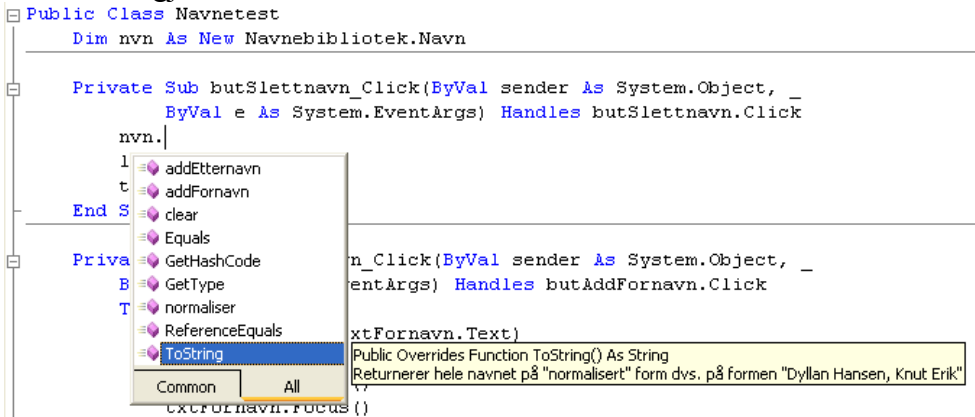 Public Class Navnetest
Dim nvn As New Navnebibliotek.Navn
Private Sub butSlettnavn_Click(ByVal sender As System.Object, _
ByVal e As System.EventArgs) Handles butSlettnavn.Click
nvn.
l
t
End S
addEtternavn
addFornavn
clear
Equals
GetHashCode
GetType
normaliser
ReferenceEquals
ToString
Common All
Priva n_Click(ByVal sender As System.Object, _
B entArgs) Handles butAddFornavn.Click
T
xtFornavn.Text)
Public Overrides Function ToString() As String
Returnerer hele navnet på "normalisert" form dvs. på formen "Dyllan Hansen, Knut Erik"
()
txtFornavn.Focus()